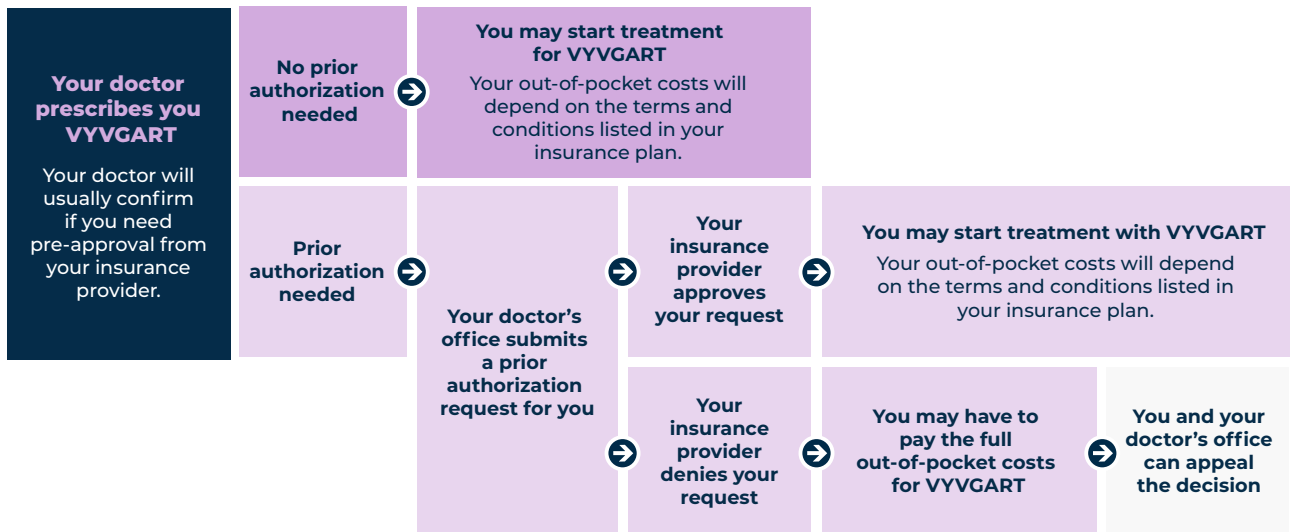 Your doctor
prescribes you
VYVGART
Your doctor will
usually confirm
if you need
pre-approval from
your insurance
provider.
No prior
authorization
needed
You may start treatment
for VYVGART
Your out-of-pocket costs will
depend on the terms and
conditions listed in your
insurance plan.
Prior
authorization
needed
Your doctor's
office submits
a prior
authorization
request for you
Your
insurance
provider
approves
your request
You may start treatment with VYVGART
Your out-of-pocket costs will depend
on the terms and conditions listed in
your insurance plan.
Your
insurance
provider
denies your
request
You may have to
pay the full
out-of-pocket costs
for VYVGART
You and your
doctor's office
can appeal
the decision